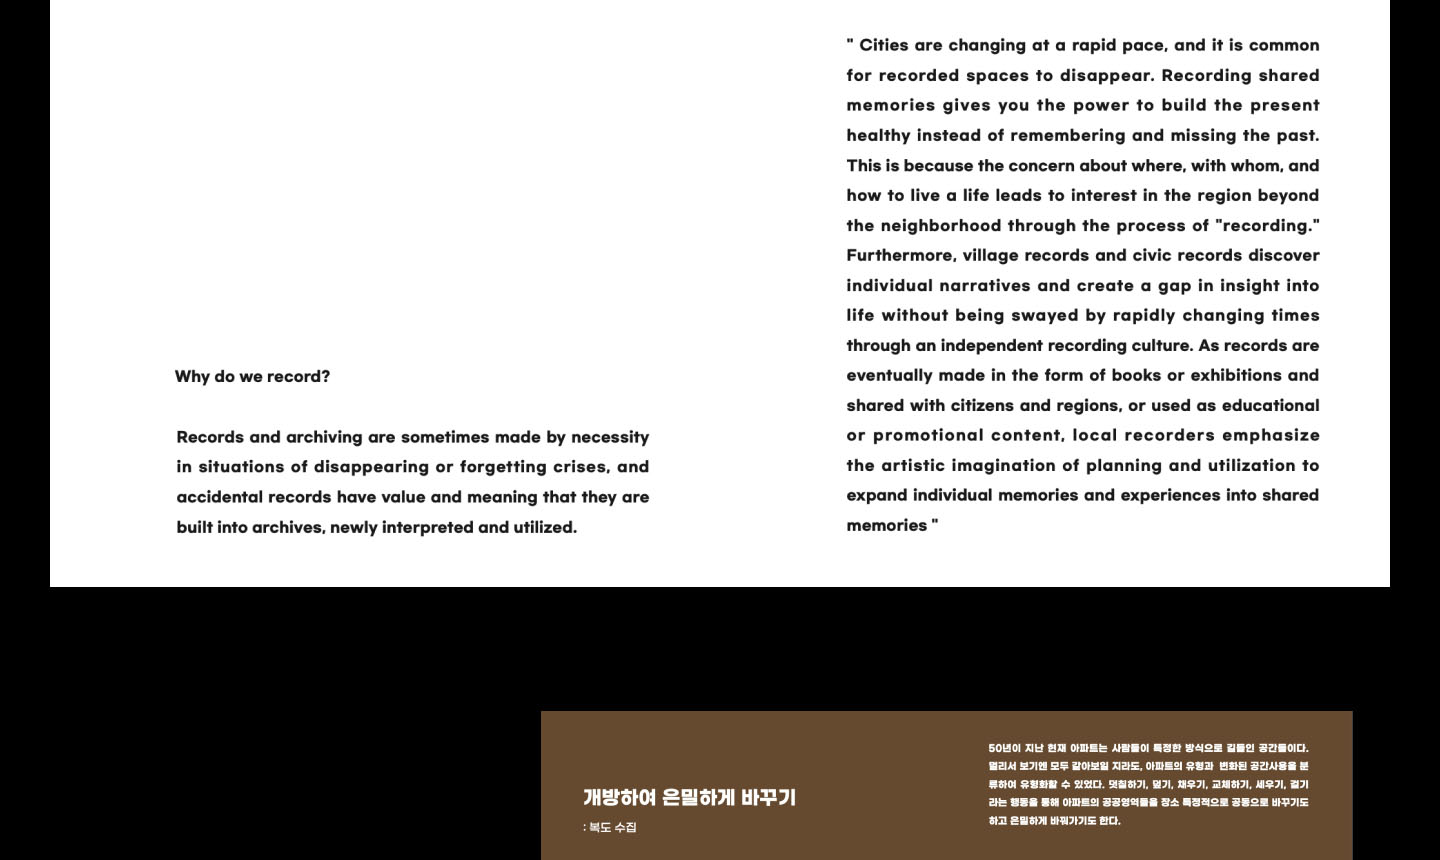 Why do we record?
Records and archiving are sometimes made by necessity
in situations of disappearing or forgetting crises, and
accidental records have value and meaning that they are
built into archives, newly interpreted and utilized.
" Cities are changing at a rapid pace, and it is common
for recorded spaces to disappear. Recording shared
memories gives you the power to build the present
healthy instead of remembering and missing the past.
This is because the concern about where, with whom, and
how to live a life leads to interest in the region beyond
the neighborhood through the process of "recording."
Furthermore, village records and civic records discover
individual narratives and create a gap in insight into
life without being swayed by rapidly changing times
through an independent recording culture. As records are
eventually made in the form of books or exhibitions and
shared with citizens and regions, or used as educational
or promotional content, local recorders emphasize
the artistic imagination of planning and utilization to
expand individual memories and experiences into shared
memories "
개방하여 은밀하게 바꾸기
: 복도 수집
50년이 지난 현재 아파트는 사람들이 특정한 방식으로 길들인 공간들이다.
멀리서 보기엔 모두 같아보일 지라도, 아파트의 유형과 변화된 공간사용을 분
류하여 유형화할 수 있었다. 덧칠하기, 덮기, 채우기, 교체하기, 세우기, 걸기
라는 행동을 통해 아파트의 공공영역들을 장소 특정적으로 공동으로 바꾸기도
하고 은밀하게 바꿔가기도 한다.